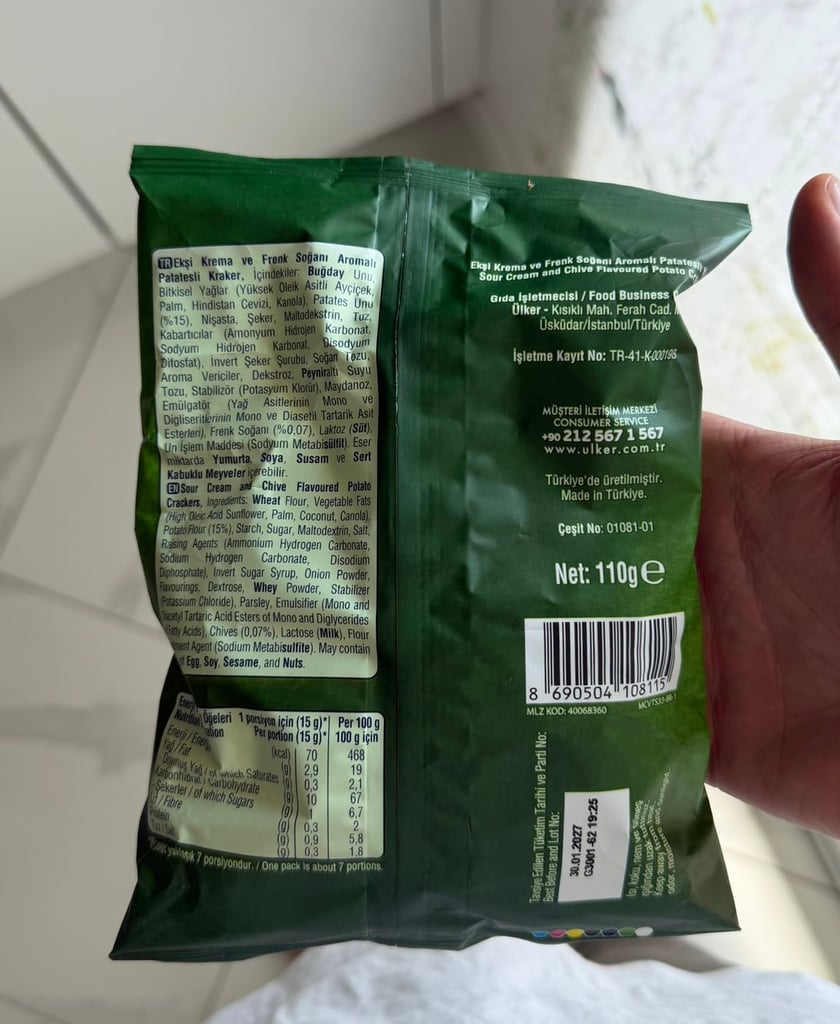 TR Ekşi Krema ve Frenk Soğanı Aromalı
Patatesli Kraker, İçindekiler: Buğday Unu,
Bitkisel Yağlar (Yüksek Oleik Asitli Ayçiçek,
Palm, Hindistan Cevizi, Kanola), Patates Unu
(%15), Nişasta, Şeker, Maltodekstrin, Tuz,
Kabartıcılar (Amonyum Hidrojen Karbonat,
Sodyum Hidrojen Karbonat, Disodyum
Difosfat), İnvert Şeker Şurubu, Soğan Tozu,
Aroma Vericiler, Dekstroz, Peyniraltı Suyu
Tozu, Stabilizör (Potasyum Klorür), Maydanoz,
Emülgatör (Yağ Asitlerinin Mono ve
Digliseritlerinin Mono ve Diasetil Tartarik Asit
Esterleri), Frenk Soğanı (%0,07), Laktoz (Süt),
Un İşlem Maddesi (Sodyum Metabisülfit). Eser
miktarda Yumurta, Soya, Susam ve Sert
Kabuklu Meyveler içerebilir.
EN Sour Cream and Chive Flavoured Potato
Crackers, Ingredients: Wheat Flour, Vegetable Fats
(High Oleic Acid Sunflower, Palm, Coconut, Canola),
Potato Flour (15%), Starch, Sugar, Maltodextrin, Salt,
Raising Agents (Ammonium Hydrogen Carbonate,
Sodium Hydrogen Carbonate, Disodium
Diphosphate), Invert Sugar Syrup, Onion Powder,
Flavourings, Dextrose, Whey Powder, Stabilizer
(Potassium Chloride), Parsley, Emulsifier (Mono and
Diacetyl Tartaric Acid Esters of Mono and Diglycerides
Fatty Acids), Chives (0,07%), Lactose (Milk), Flour
Agent (Sodium Metabisulfite). May contain
Egg, Soy, Sesame, and Nuts.
Öğeleri 1 porsiyon için (15 g)* Per 100 g
Per portion (15 g)* 100 g için
Enerji / (kcal) 70 468
Yağ / Fat (g) 2,9 19
Doymuş Yağ / of which Saturates (g) 0,3 2,1
Karbonhidrat / Carbohydrate (g) 10 67
Şekerler / of which Sugars (g) 1 6,7
Lif / Fibre (g) 0,3 2
(g) 0,9 5,8
(g) 0,3 1,8
yaklaşık 7 porsiyondur. / One pack is about 7 portions.
Ekşi Krema ve Frenk Soğanı Aromalı Patatesli
Sour Cream and Chive Flavoured Potato
Gıda İşletmecisi / Food Business
Ülker - Kısıklı Mah. Ferah Cad.
Üsküdar/İstanbul/Türkiye
İşletme Kayıt No: TR-41-K-000195
MÜŞTERİ İLETİŞİM MERKEZİ
CONSUMER SERVICE
+90 212 567 1 567
www.ulker.com.tr
Türkiye'de üretilmiştir.
Made in Türkiye.
Çeşit No: 01081-01
Net: 110g e
8 690504 108115
MLZ KOD: 40068360
Tavsiye Edilen Tüketim Tarihi ve Parti No:
Best Before and Lot No:
30.01.2027
G3001-62 19:25